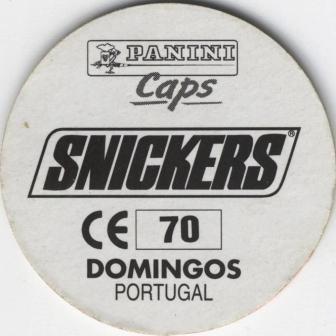 PANINI
Caps
SNICKERS®
CE 70
DOMINGOS
PORTUGAL